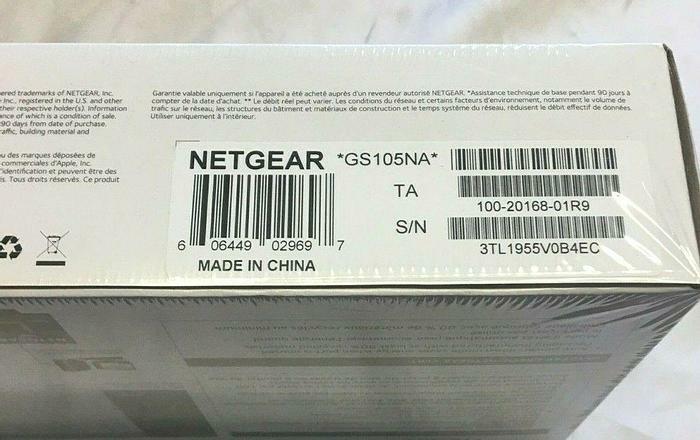 ered trademarks of NETGEAR, Inc.
Inc., registered in the U.S. and other
their respective holder(s). Information
ance of which is a condition of sale.
90 days from date of purchase.
raffic, building material and
ou des marques déposées de
commerciales d'Apple, Inc.
'identification et peuvent être des
s. Tous droits réservés. Ce produit
Garantie valable uniquement si l'appareil a été acheté auprès d'un revendeur autorisé NETGEAR. *Assistance technique de base pendant 90 jours à
compter de la date d'achat. ** Le débit réel peut varier. Les conditions du réseau et certains facteurs d'environnement, notamment le volume de
trafic sur le réseau, les structures du bâtiment et matériaux de construction et le temps système du réseau, réduisent le débit effectif de données.
Utiliser uniquement à l'intérieur.
NETGEAR *GS105NA*
TA
100-20168-01R9
S/N
3TL1955V0B4EC
6 06449 02969 7
MADE IN CHINA